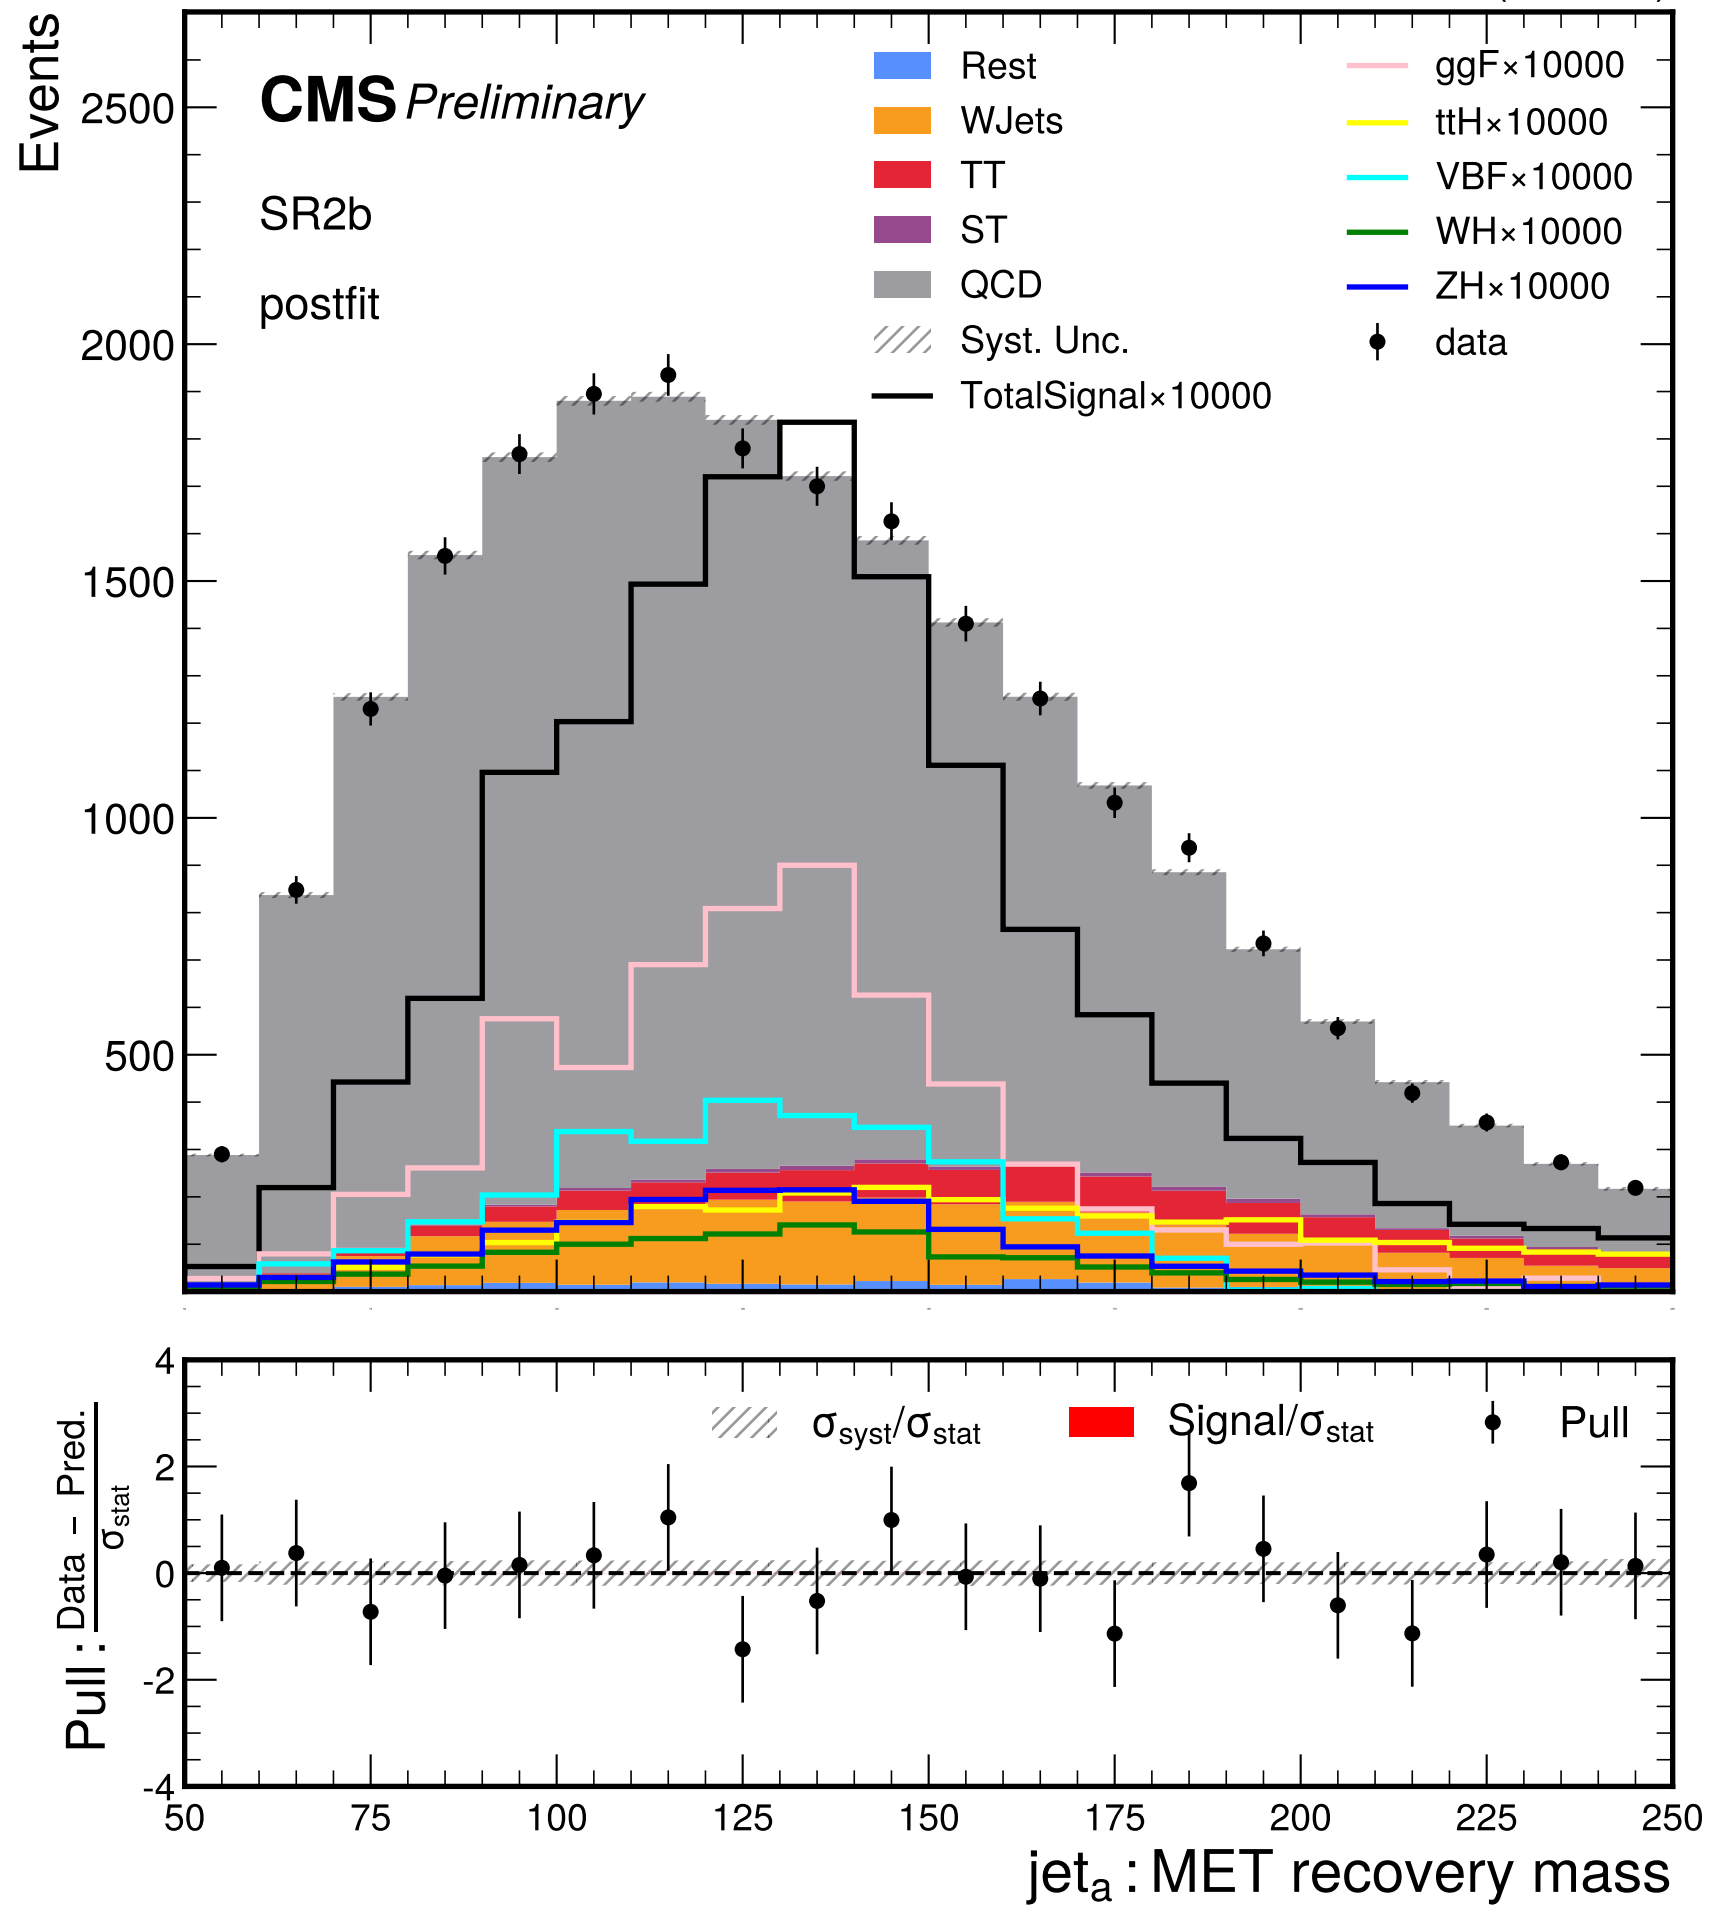 Events
2500
2000
1500
1000
500
CMS Preliminary
SR2b
postfit
Rest
WJets
TT
ST
QCD
Syst. Unc.
TotalSignal×10000
ggF×10000
ttH×10000
VBF×10000
WH×10000
ZH×10000
data
Pull : Data − Pred.
σstat
4
2
0
-2
-4
σsyst/σstat
Signal/σstat
Pull
50 75 100 125 150 175 200 225 250
jeta : MET recovery mass